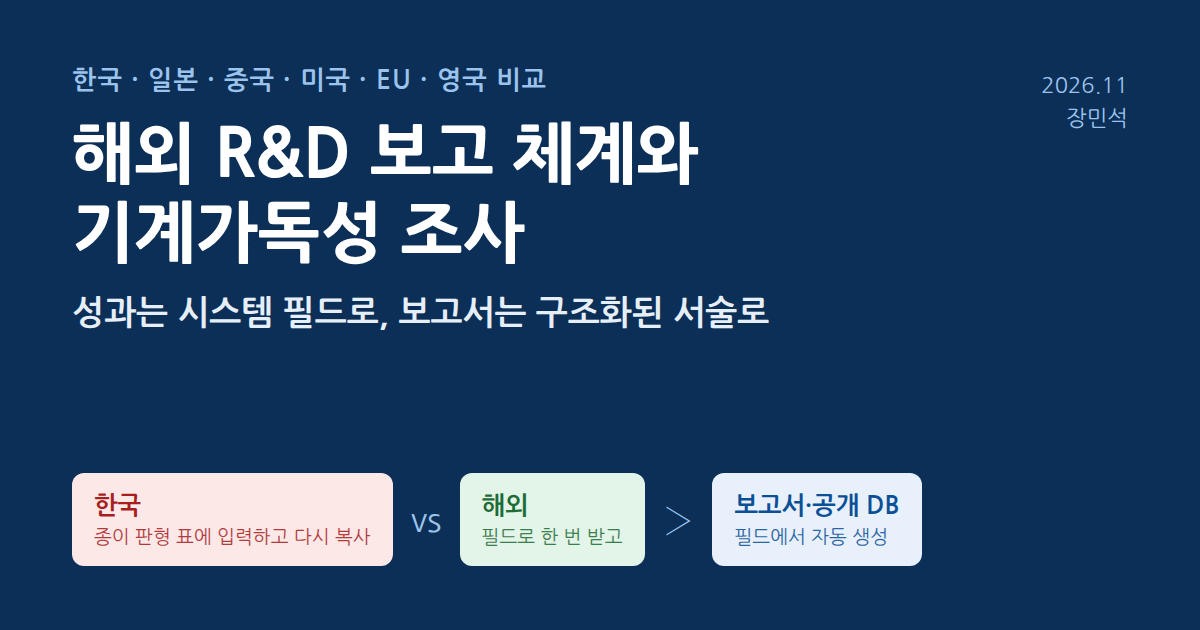 한국 · 일본 · 중국 · 미국 · EU · 영국 비교
2026.11
장민석
해외 R&D 보고 체계와
기계가독성 조사
성과는 시스템 필드로, 보고서는 구조화된 서술로
한국
종이 판형 표에 입력하고 다시 복사
VS
해외
필드로 한 번 받고
보고서·공개 DB
필드에서 자동 생성